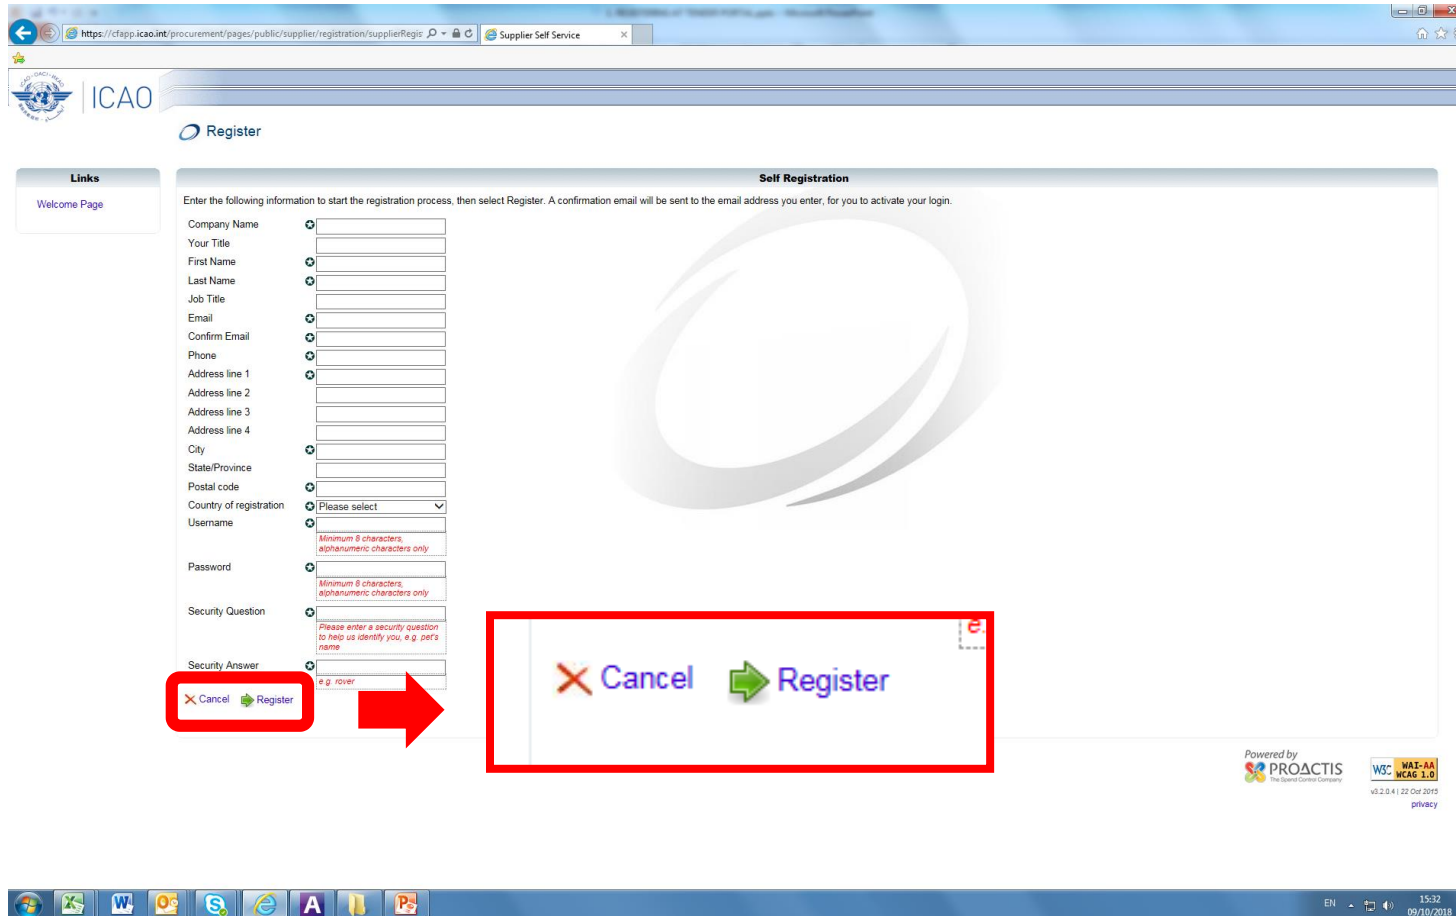 https://cfapp.icao.int/procurement/pages/public/supplier/registration/supplierRegis
Supplier Self Service
ICAO
Register
Links
Welcome Page
Self Registration
Enter the following information to start the registration process, then select Register. A confirmation email will be sent to the email address you enter, for you to activate your login.
Company Name
Your Title
First Name
Last Name
Job Title
Email
Confirm Email
Phone
Address line 1
Address line 2
Address line 3
Address line 4
City
State/Province
Postal code
Country of registration Please select
Username
Minimum 8 characters,
alphanumeric characters only
Password
Minimum 8 characters,
alphanumeric characters only
Security Question
Please enter a security question
to help us identify you, e.g. pet's
name
Security Answer
e.g. rover
Cancel Register
e.
Cancel Register
Powered by
PROACTIS
The Spend Control Company
W3C WAI-AA
WCAG 1.0
v3.2.0.4 | 22 Oct 2015
privacy
EN 15:32
09/10/2018